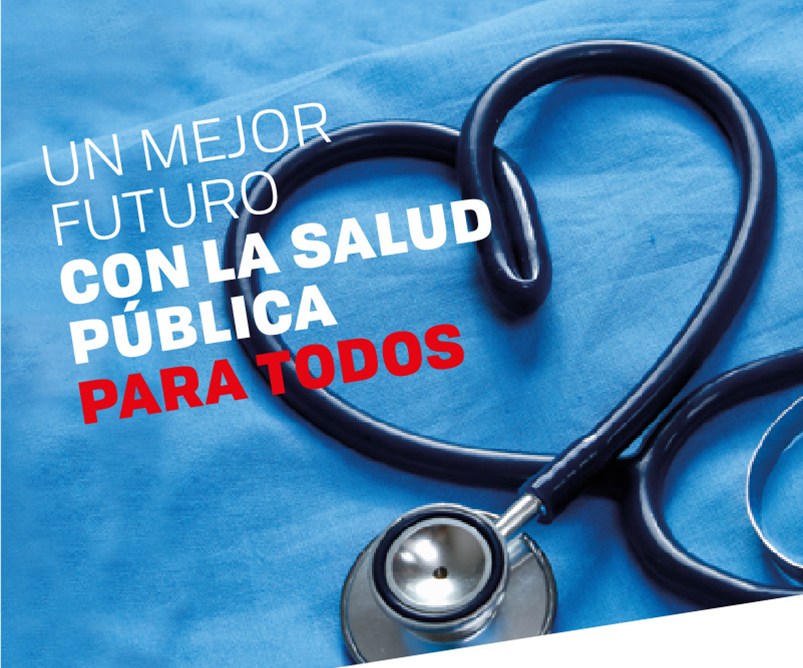 UN MEJOR
FUTURO
CON LA SALUD
PÚBLICA
PARA TODOS